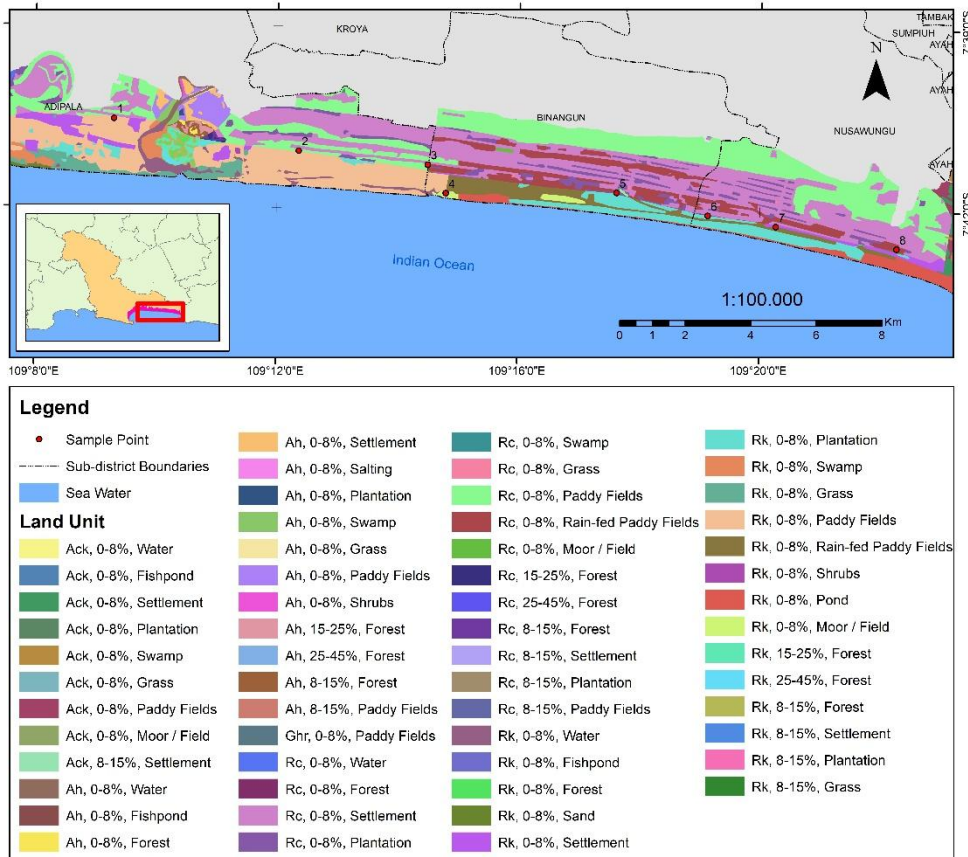 KROYA
TAMBAK
SUMPIUH
AYAH
AYAH
AYAH
7°39'0"S
N
ADIPALA
BINANGUN
NUSAWUNGU
1
2
3
4
5
6
7
8
7°42'0"S
Indian Ocean
1:100.000
Km
0 1 2 4 6 8
109°8'0"E
109°12'0"E
109°16'0"E
109°20'0"E
Legend
Sample Point
Sub-district Boundaries
Sea Water
Land Unit
Ack, 0-8%, Water
Ack, 0-8%, Fishpond
Ack, 0-8%, Settlement
Ack, 0-8%, Plantation
Ack, 0-8%, Swamp
Ack, 0-8%, Grass
Ack, 0-8%, Paddy Fields
Ack, 0-8%, Moor / Field
Ack, 8-15%, Settlement
Ah, 0-8%, Water
Ah, 0-8%, Fishpond
Ah, 0-8%, Forest
Ah, 0-8%, Settlement
Ah, 0-8%, Salting
Ah, 0-8%, Plantation
Ah, 0-8%, Swamp
Ah, 0-8%, Grass
Ah, 0-8%, Paddy Fields
Ah, 0-8%, Shrubs
Ah, 15-25%, Forest
Ah, 25-45%, Forest
Ah, 8-15%, Forest
Ah, 8-15%, Paddy Fields
Ghr, 0-8%, Paddy Fields
Rc, 0-8%, Water
Rc, 0-8%, Forest
Rc, 0-8%, Settlement
Rc, 0-8%, Plantation
Rc, 0-8%, Swamp
Rc, 0-8%, Grass
Rc, 0-8%, Paddy Fields
Rc, 0-8%, Rain-fed Paddy Fields
Rc, 0-8%, Moor / Field
Rc, 15-25%, Forest
Rc, 25-45%, Forest
Rc, 8-15%, Forest
Rc, 8-15%, Settlement
Rc, 8-15%, Plantation
Rc, 8-15%, Paddy Fields
Rk, 0-8%, Water
Rk, 0-8%, Fishpond
Rk, 0-8%, Forest
Rk, 0-8%, Sand
Rk, 0-8%, Settlement
Rk, 0-8%, Plantation
Rk, 0-8%, Swamp
Rk, 0-8%, Grass
Rk, 0-8%, Paddy Fields
Rk, 0-8%, Rain-fed Paddy Fields
Rk, 0-8%, Shrubs
Rk, 0-8%, Pond
Rk, 0-8%, Moor / Field
Rk, 15-25%, Forest
Rk, 25-45%, Forest
Rk, 8-15%, Forest
Rk, 8-15%, Settlement
Rk, 8-15%, Plantation
Rk, 8-15%, Grass